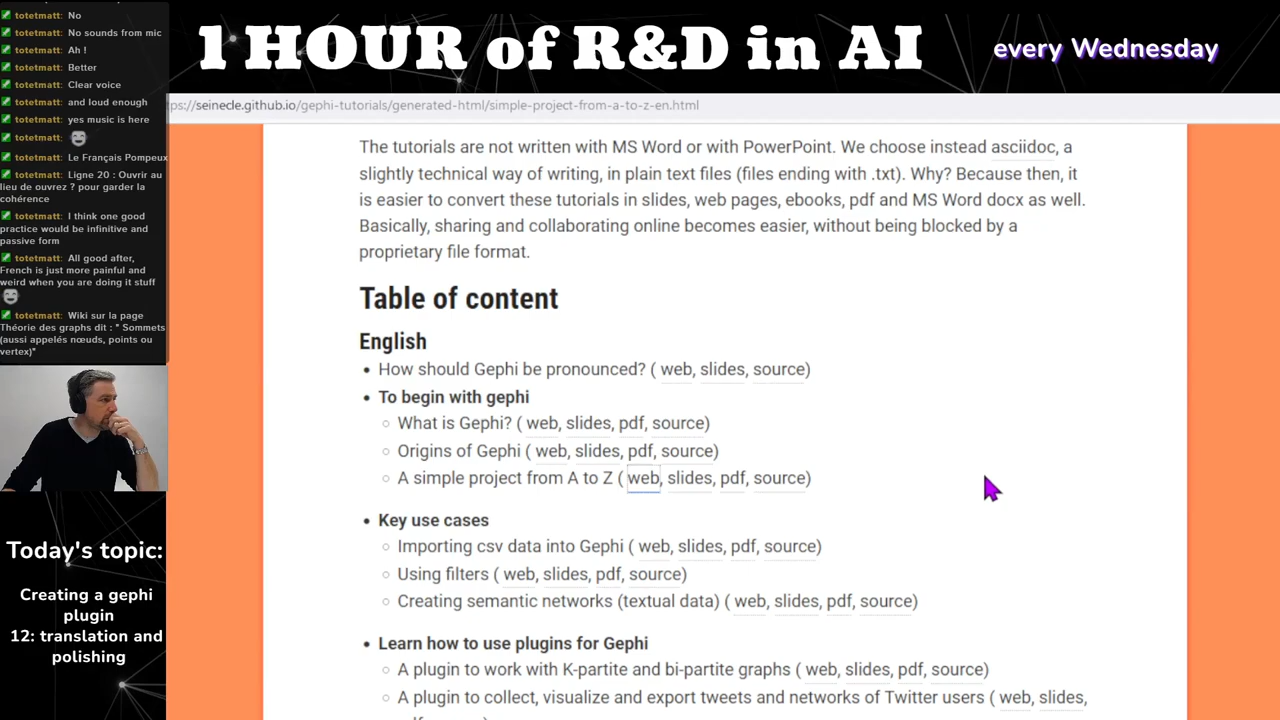 totetmatt: No
totetmatt: No sounds from mic
totetmatt: Ah !
totetmatt: Better
totetmatt: Clear voice
totetmatt: and loud enough
totetmatt: yes music is here
totetmatt:
totetmatt: Le Français Pompeux
totetmatt: Ligne 20 : Ouvrir au
lieu de ouvrez ? pour garder la
cohérence
totetmatt: I think one good
practice would be infinitive and
passive form
totetmatt: All good after,
French is just more painful and
weird when you are doing it stuff
totetmatt: Wiki sur la page
Théorie des graphs dit : " Sommets
(aussi appelés nœuds, points ou
vertex)"
1 HOUR of R&D in AI
every Wednesday
ps://seinecle.github.io/gephi-tutorials/generated-html/simple-project-from-a-to-z-en.html
The tutorials are not written with MS Word or with PowerPoint. We choose instead asciidoc, a
slightly technical way of writing, in plain text files (files ending with .txt). Why? Because then, it
is easier to convert these tutorials in slides, web pages, ebooks, pdf and MS Word docx as well.
Basically, sharing and collaborating online becomes easier, without being blocked by a
proprietary file format.
Table of content
English
• How should Gephi be pronounced? ( web, slides, source)
• To begin with gephi
○ What is Gephi? ( web, slides, pdf, source)
○ Origins of Gephi ( web, slides, pdf, source)
○ A simple project from A to Z ( web, slides, pdf, source)
• Key use cases
○ Importing csv data into Gephi ( web, slides, pdf, source)
○ Using filters ( web, slides, pdf, source)
○ Creating semantic networks (textual data) ( web, slides, pdf, source)
• Learn how to use plugins for Gephi
○ A plugin to work with K-partite and bi-partite graphs ( web, slides, pdf, source)
○ A plugin to collect, visualize and export tweets and networks of Twitter users ( web, slides,
Today's topic:
Creating a gephi
plugin
12: translation and
polishing